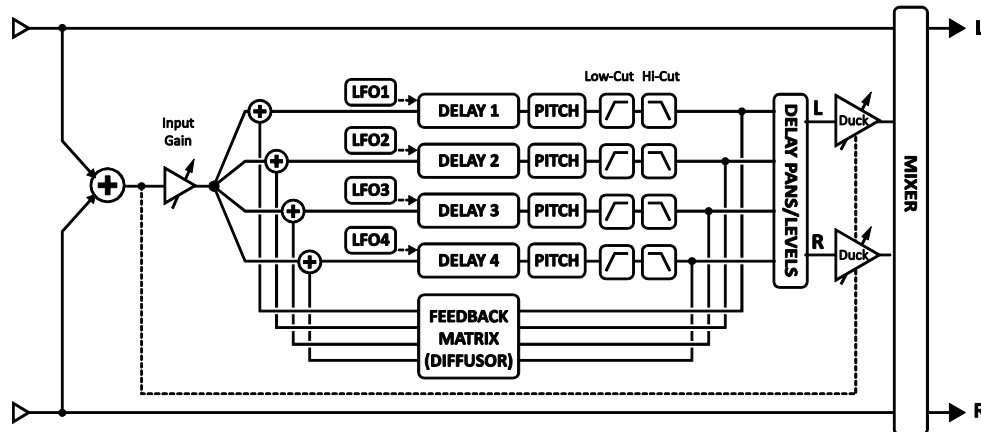 L
Low-Cut Hi-Cut
LFO1
DELAY 1 PITCH
L
Duck
Input
Gain
LFO2
DELAY 2 PITCH
LFO3
DELAY 3 PITCH
LFO4
DELAY 4 PITCH
DELAY PANS/LEVELS
R
Duck
MIXER
FEEDBACK
MATRIX
(DIFFUSOR)
R